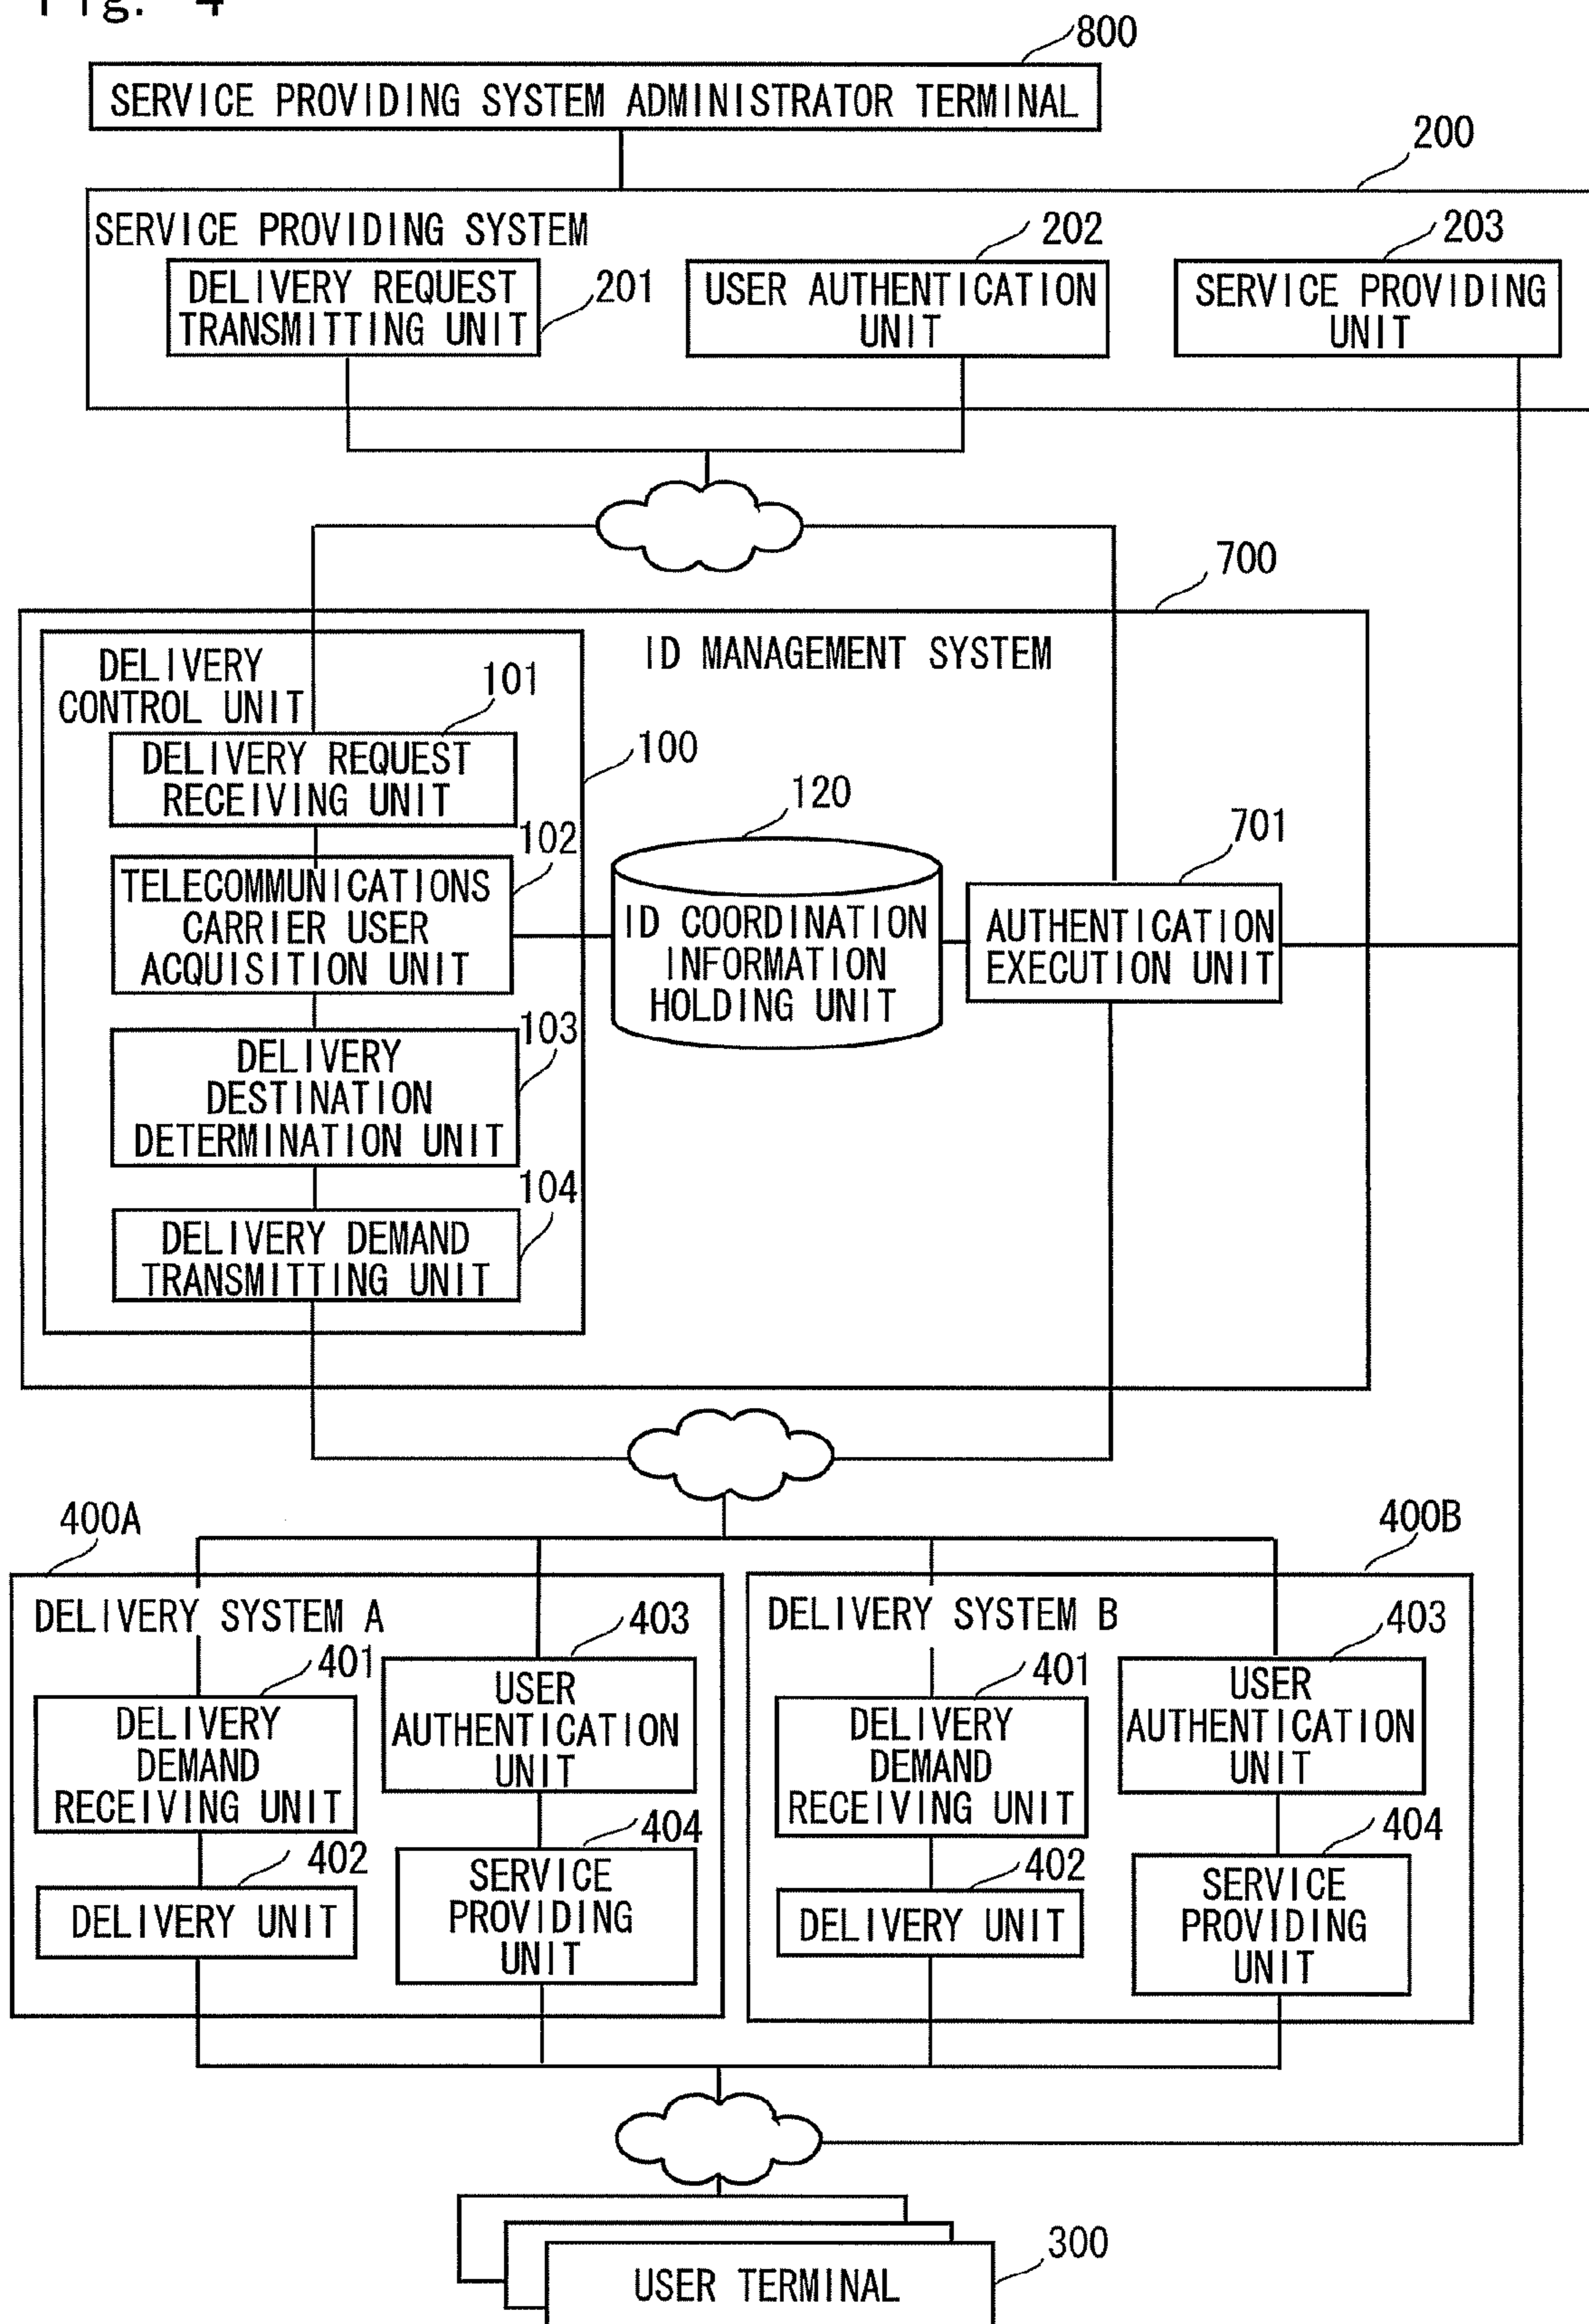 Fig. 4
800
SERVICE PROVIDING SYSTEM ADMINISTRATOR TERMINAL
200
SERVICE PROVIDING SYSTEM
202
203
DELIVERY REQUEST
TRANSMITTING UNIT
201
USER AUTHENTICATION
UNIT
SERVICE PROVIDING
UNIT
700
ID MANAGEMENT SYSTEM
DELIVERY
CONTROL UNIT
101
DELIVERY REQUEST
RECEIVING UNIT
100
102
TELECOMMUNICATIONS
CARRIER USER
ACQUISITION UNIT
120
ID COORDINATION
INFORMATION
HOLDING UNIT
701
AUTHENTICATION
EXECUTION UNIT
103
DELIVERY
DESTINATION
DETERMINATION UNIT
104
DELIVERY DEMAND
TRANSMITTING UNIT
400A
400B
DELIVERY SYSTEM A
401
DELIVERY
DEMAND
RECEIVING UNIT
403
USER
AUTHENTICATION
UNIT
402
DELIVERY UNIT
404
SERVICE
PROVIDING
UNIT
DELIVERY SYSTEM B
401
DELIVERY
DEMAND
RECEIVING UNIT
403
USER
AUTHENTICATION
UNIT
402
DELIVERY UNIT
404
SERVICE
PROVIDING
UNIT
300
USER TERMINAL